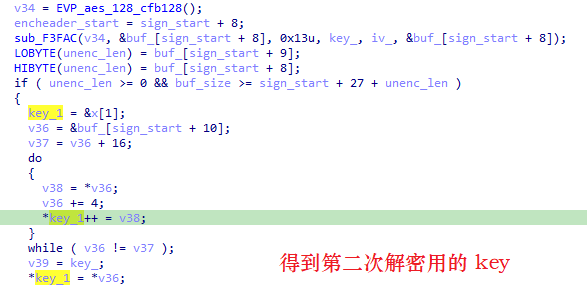 v34 = EVP_aes_128_cfb128();
encheader_start = sign_start + 8;
sub_F3FAC(v34, &buf_[sign_start + 8], 0x13u, key_, iv_, &buf_[sign_start + 8]);
LOBYTE(unenc_len) = buf_[sign_start + 9];
HIBYTE(unenc_len) = buf_[sign_start + 8];
if ( unenc_len >= 0 && buf_size >= sign_start + 27 + unenc_len )
{
key_1 = &x[1];
v36 = &buf_[sign_start + 10];
v37 = v36 + 16;
do
{
v38 = *v36;
v36 += 4;
*key_1++ = v38;
}
while ( v36 != v37 );
v39 = key_;
*key_1 = *v36;
得到第二次解密用的 key